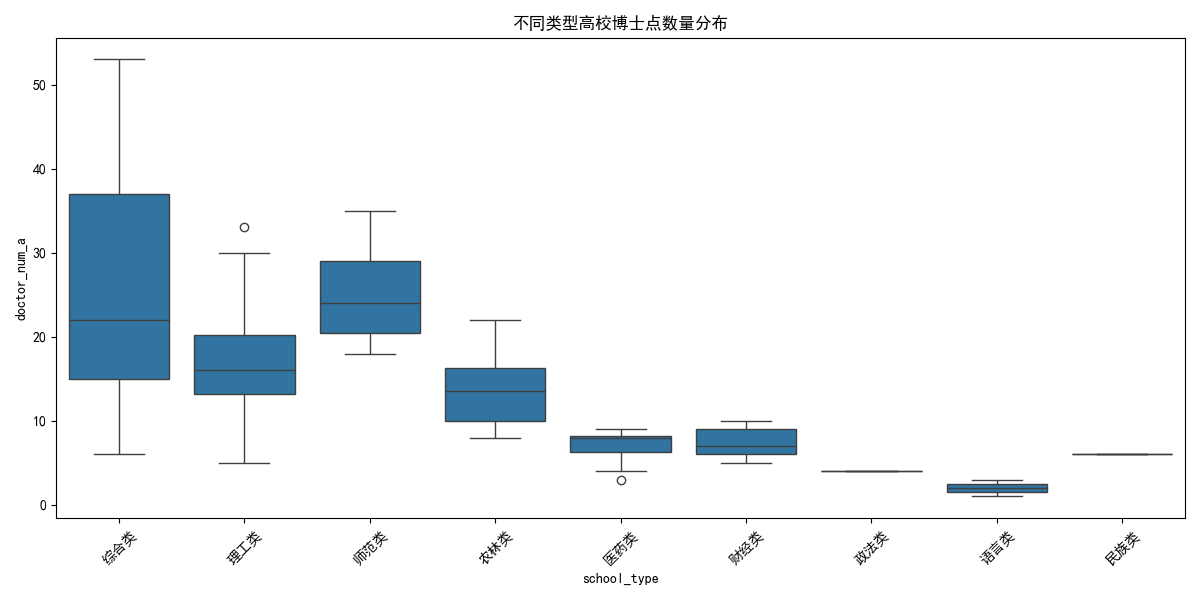 不同类型高校博士点数量分布
doctor_num_a
50
40
30
20
10
0
综合类
理工类
师范类
农林类
医药类
财经类
政法类
语言类
民族类
school_type